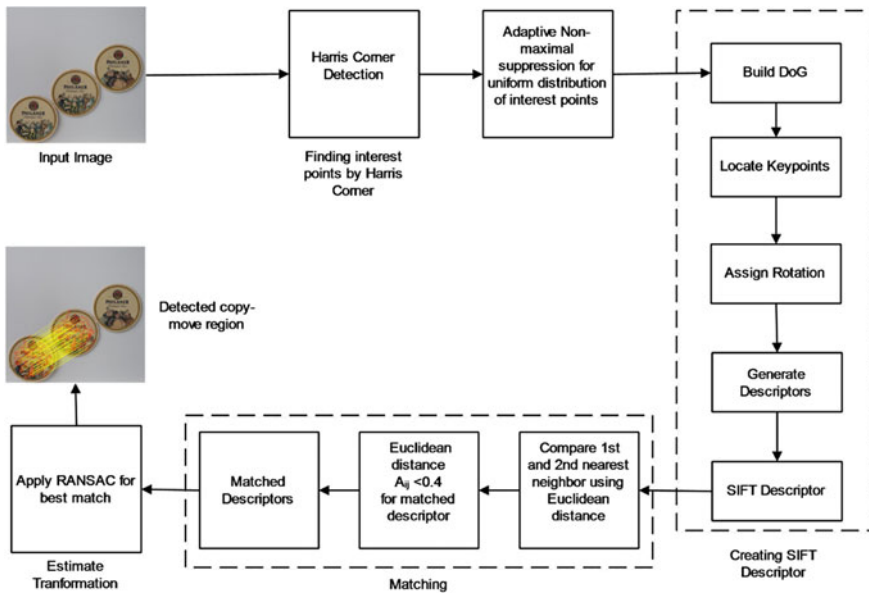 Input Image
Harris Corner
Detection
Finding interest
points by Harris
Corner
Adaptive Non-
maximal
suppression for
uniform distribution
of interest points
Build DoG
Locate Keypoints
Assign Rotation
Generate
Descriptors
SIFT Descriptor
Creating SIFT
Descriptor
Compare 1st
and 2nd nearest
neighbor using
Euclidean
distance
Euclidean
distance
Aij <0.4
for matched
descriptor
Matched
Descriptors
Matching
Apply RANSAC for
best match
Estimate
Tranformation
Detected copy-
move region